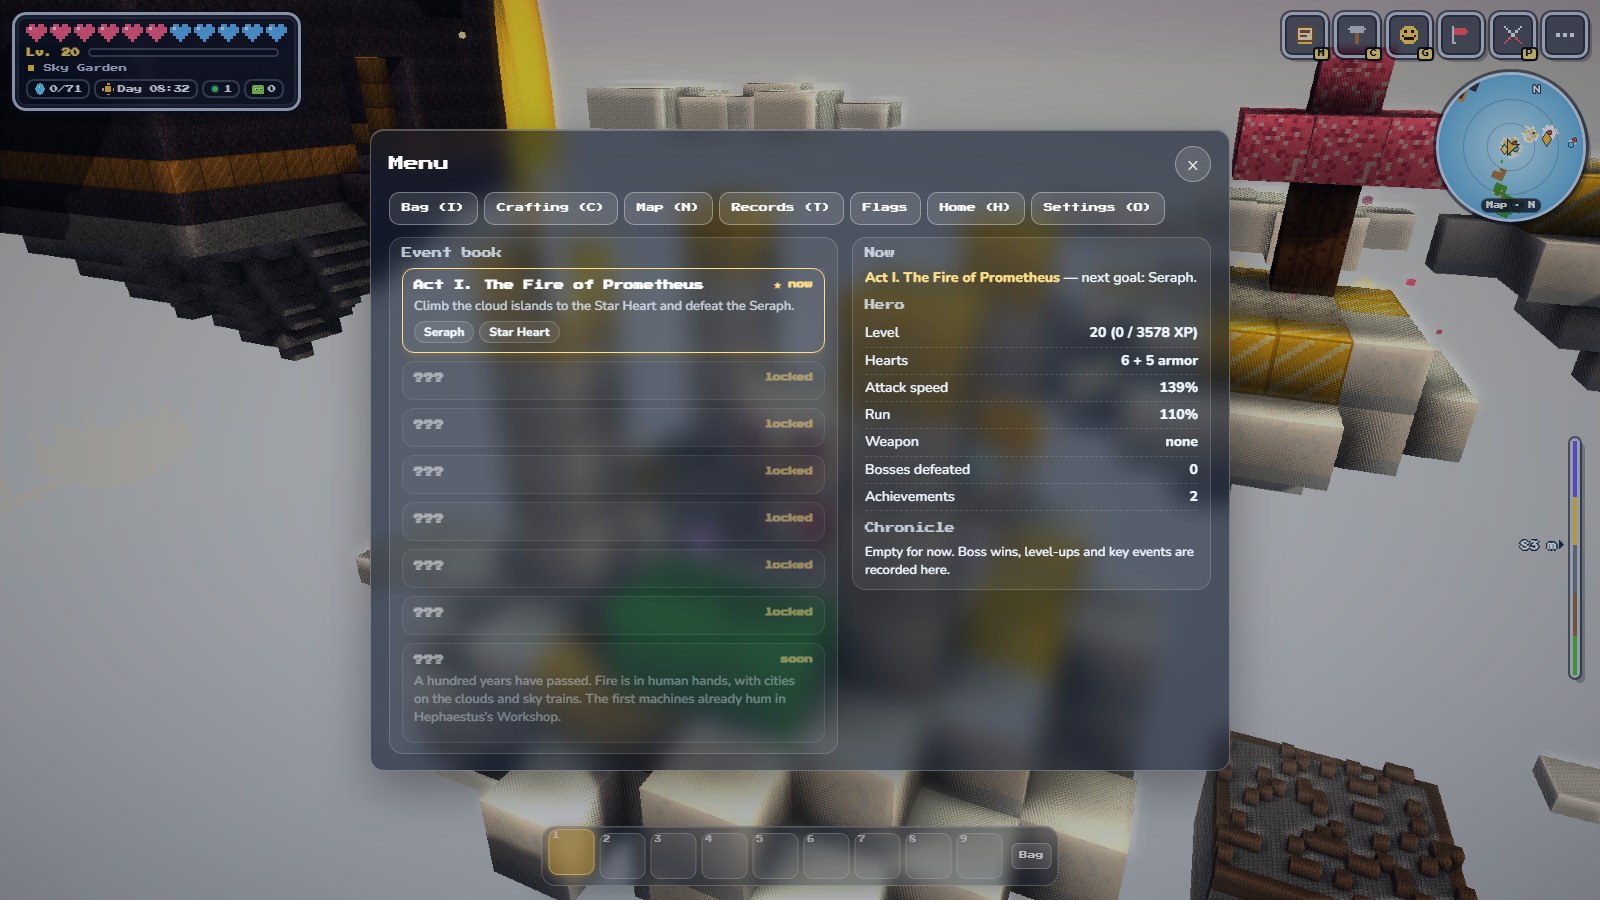 Lv. 20
Sky Garden
0/71
Day 08:32
1
0
H
C
G
P
N
Map · N
Menu
×
Bag (I)
Crafting (C)
Map (N)
Records (T)
Flags
Home (H)
Settings (O)
Event book
Act I. The Fire of Prometheus
★ now
Climb the cloud islands to the Star Heart and defeat the Seraph.
Seraph
Star Heart
???
locked
???
locked
???
locked
???
locked
???
locked
???
locked
???
soon
A hundred years have passed. Fire is in human hands, with cities
on the clouds and sky trains. The first machines already hum in
Hephaestus's Workshop.
Now
Act I. The Fire of Prometheus — next goal: Seraph.
Hero
Level 20 (0 / 3578 XP)
Hearts 6 + 5 armor
Attack speed 139%
Run 110%
Weapon none
Bosses defeated 0
Achievements 2
Chronicle
Empty for now. Boss wins, level-ups and key events are
recorded here.
83 m
1
2
3
4
5
6
7
8
9
Bag